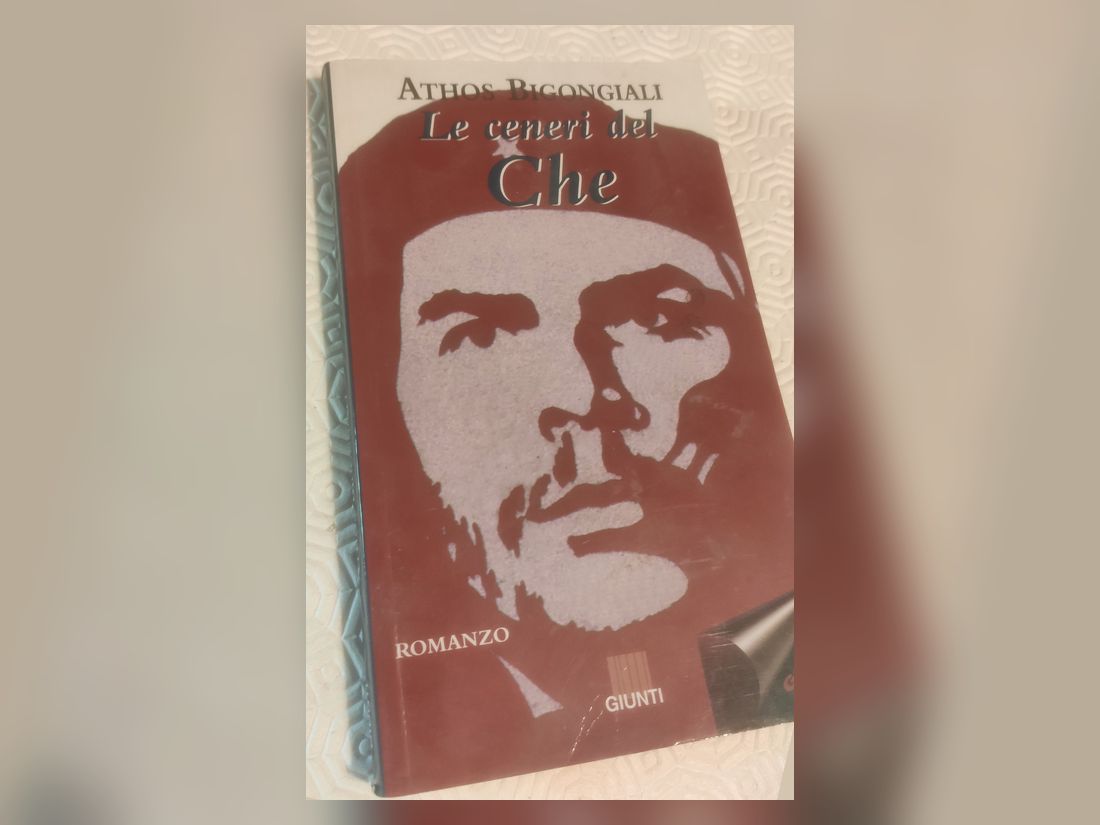 ATHOS BIGONGIALI
Le ceneri del
Che
ROMANZO
GIUNTI